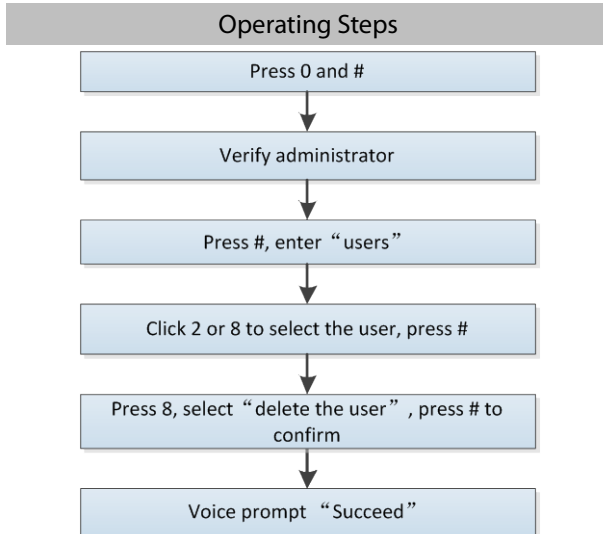 Operating Steps
Press 0 and #
Verify administrator
Press #, enter “users”
Click 2 or 8 to select the user, press #
Press 8, select “delete the user” , press # to
confirm
Voice prompt “Succeed”